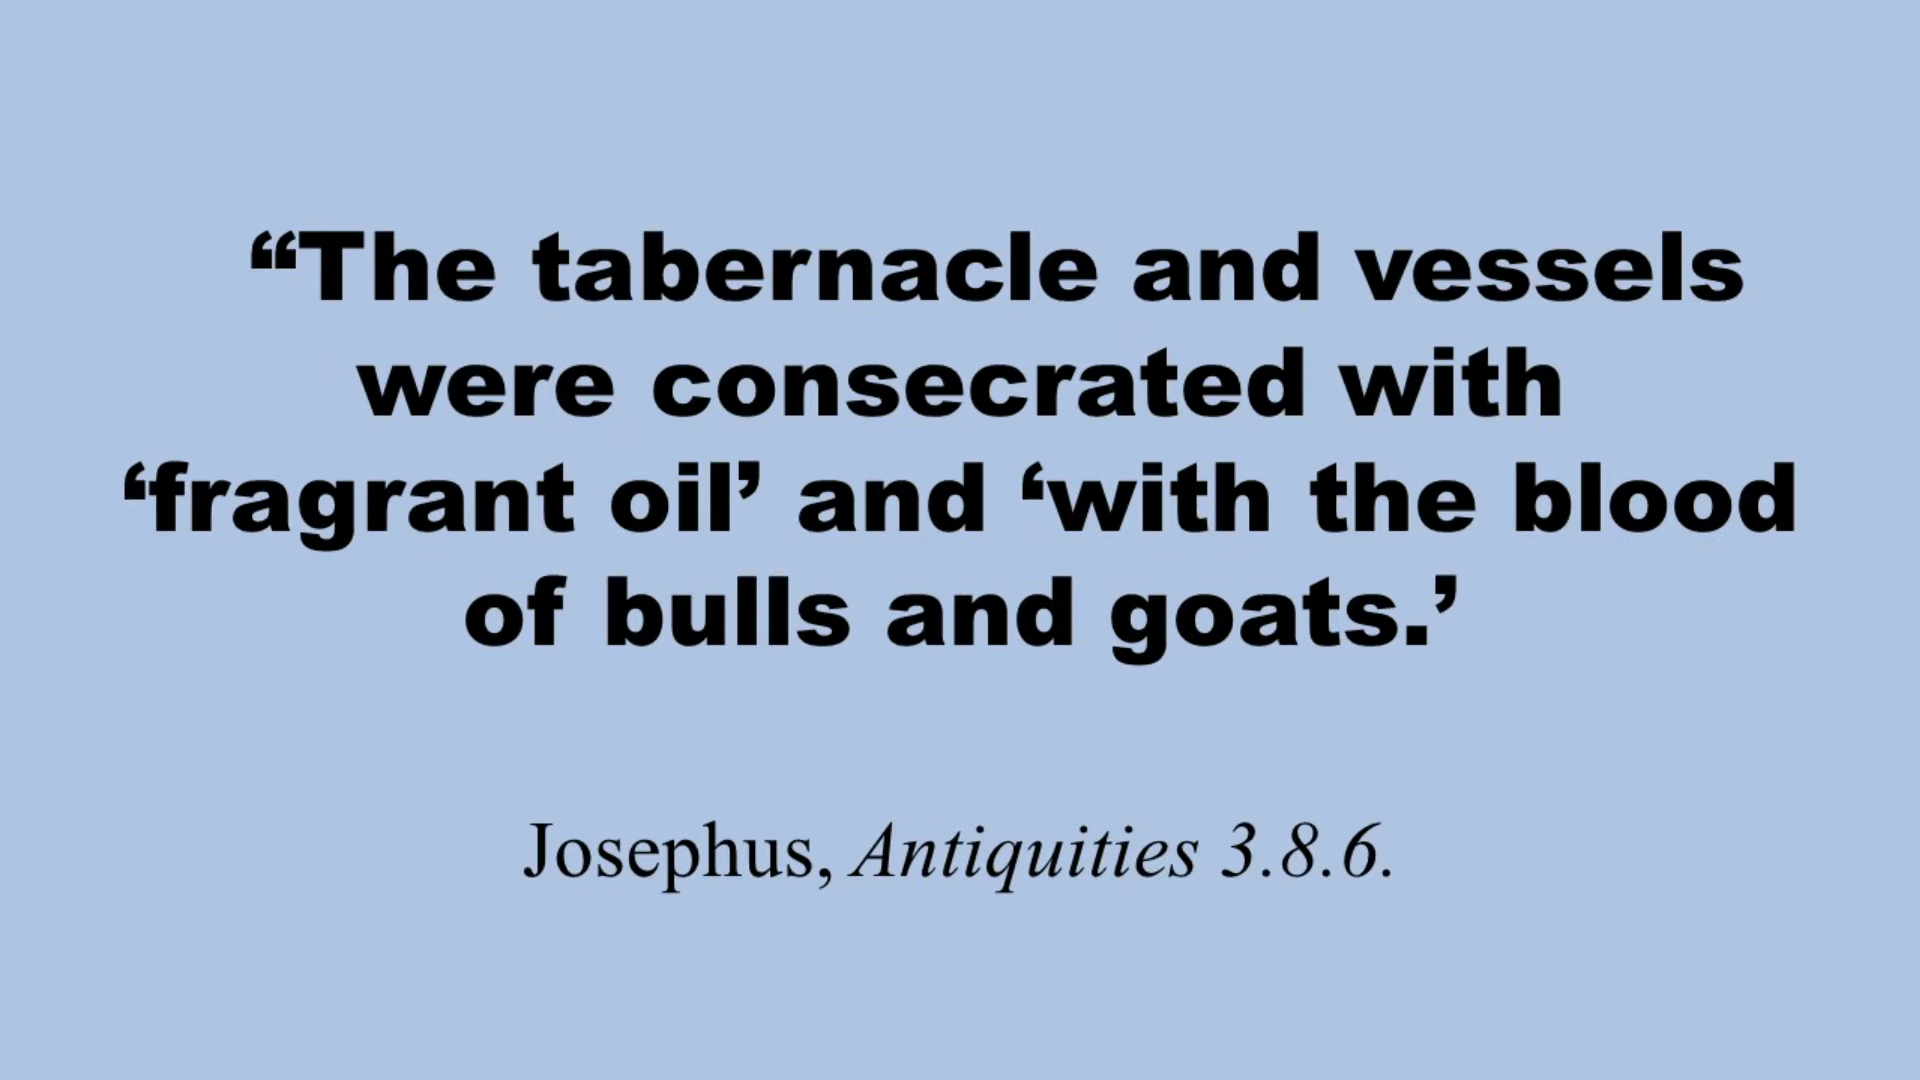 “The tabernacle and vessels
were consecrated with
‘fragrant oil’ and ‘with the blood
of bulls and goats.’
Josephus, Antiquities 3.8.6.